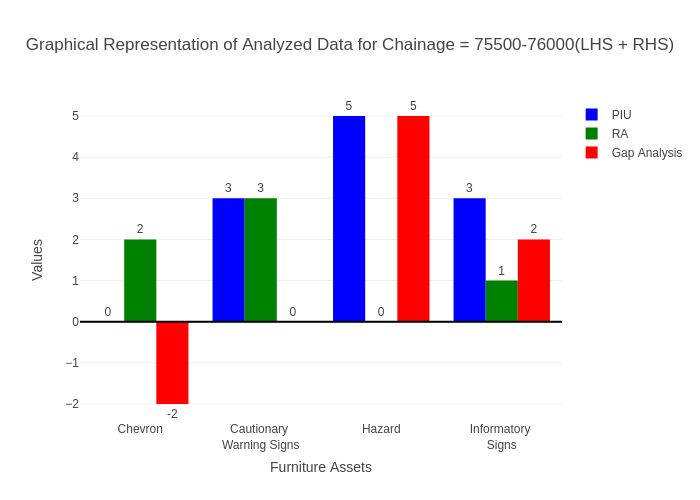 Graphical Representation of Analyzed Data for Chainage = 75500-76000(LHS + RHS)
PIU
RA
Gap Analysis
Values
5
4
3
2
1
0
−1
−2
0
2
-2
3
3
0
5
0
5
3
1
2
Chevron
Cautionary
Warning Signs
Hazard
Informatory
Signs
Furniture Assets